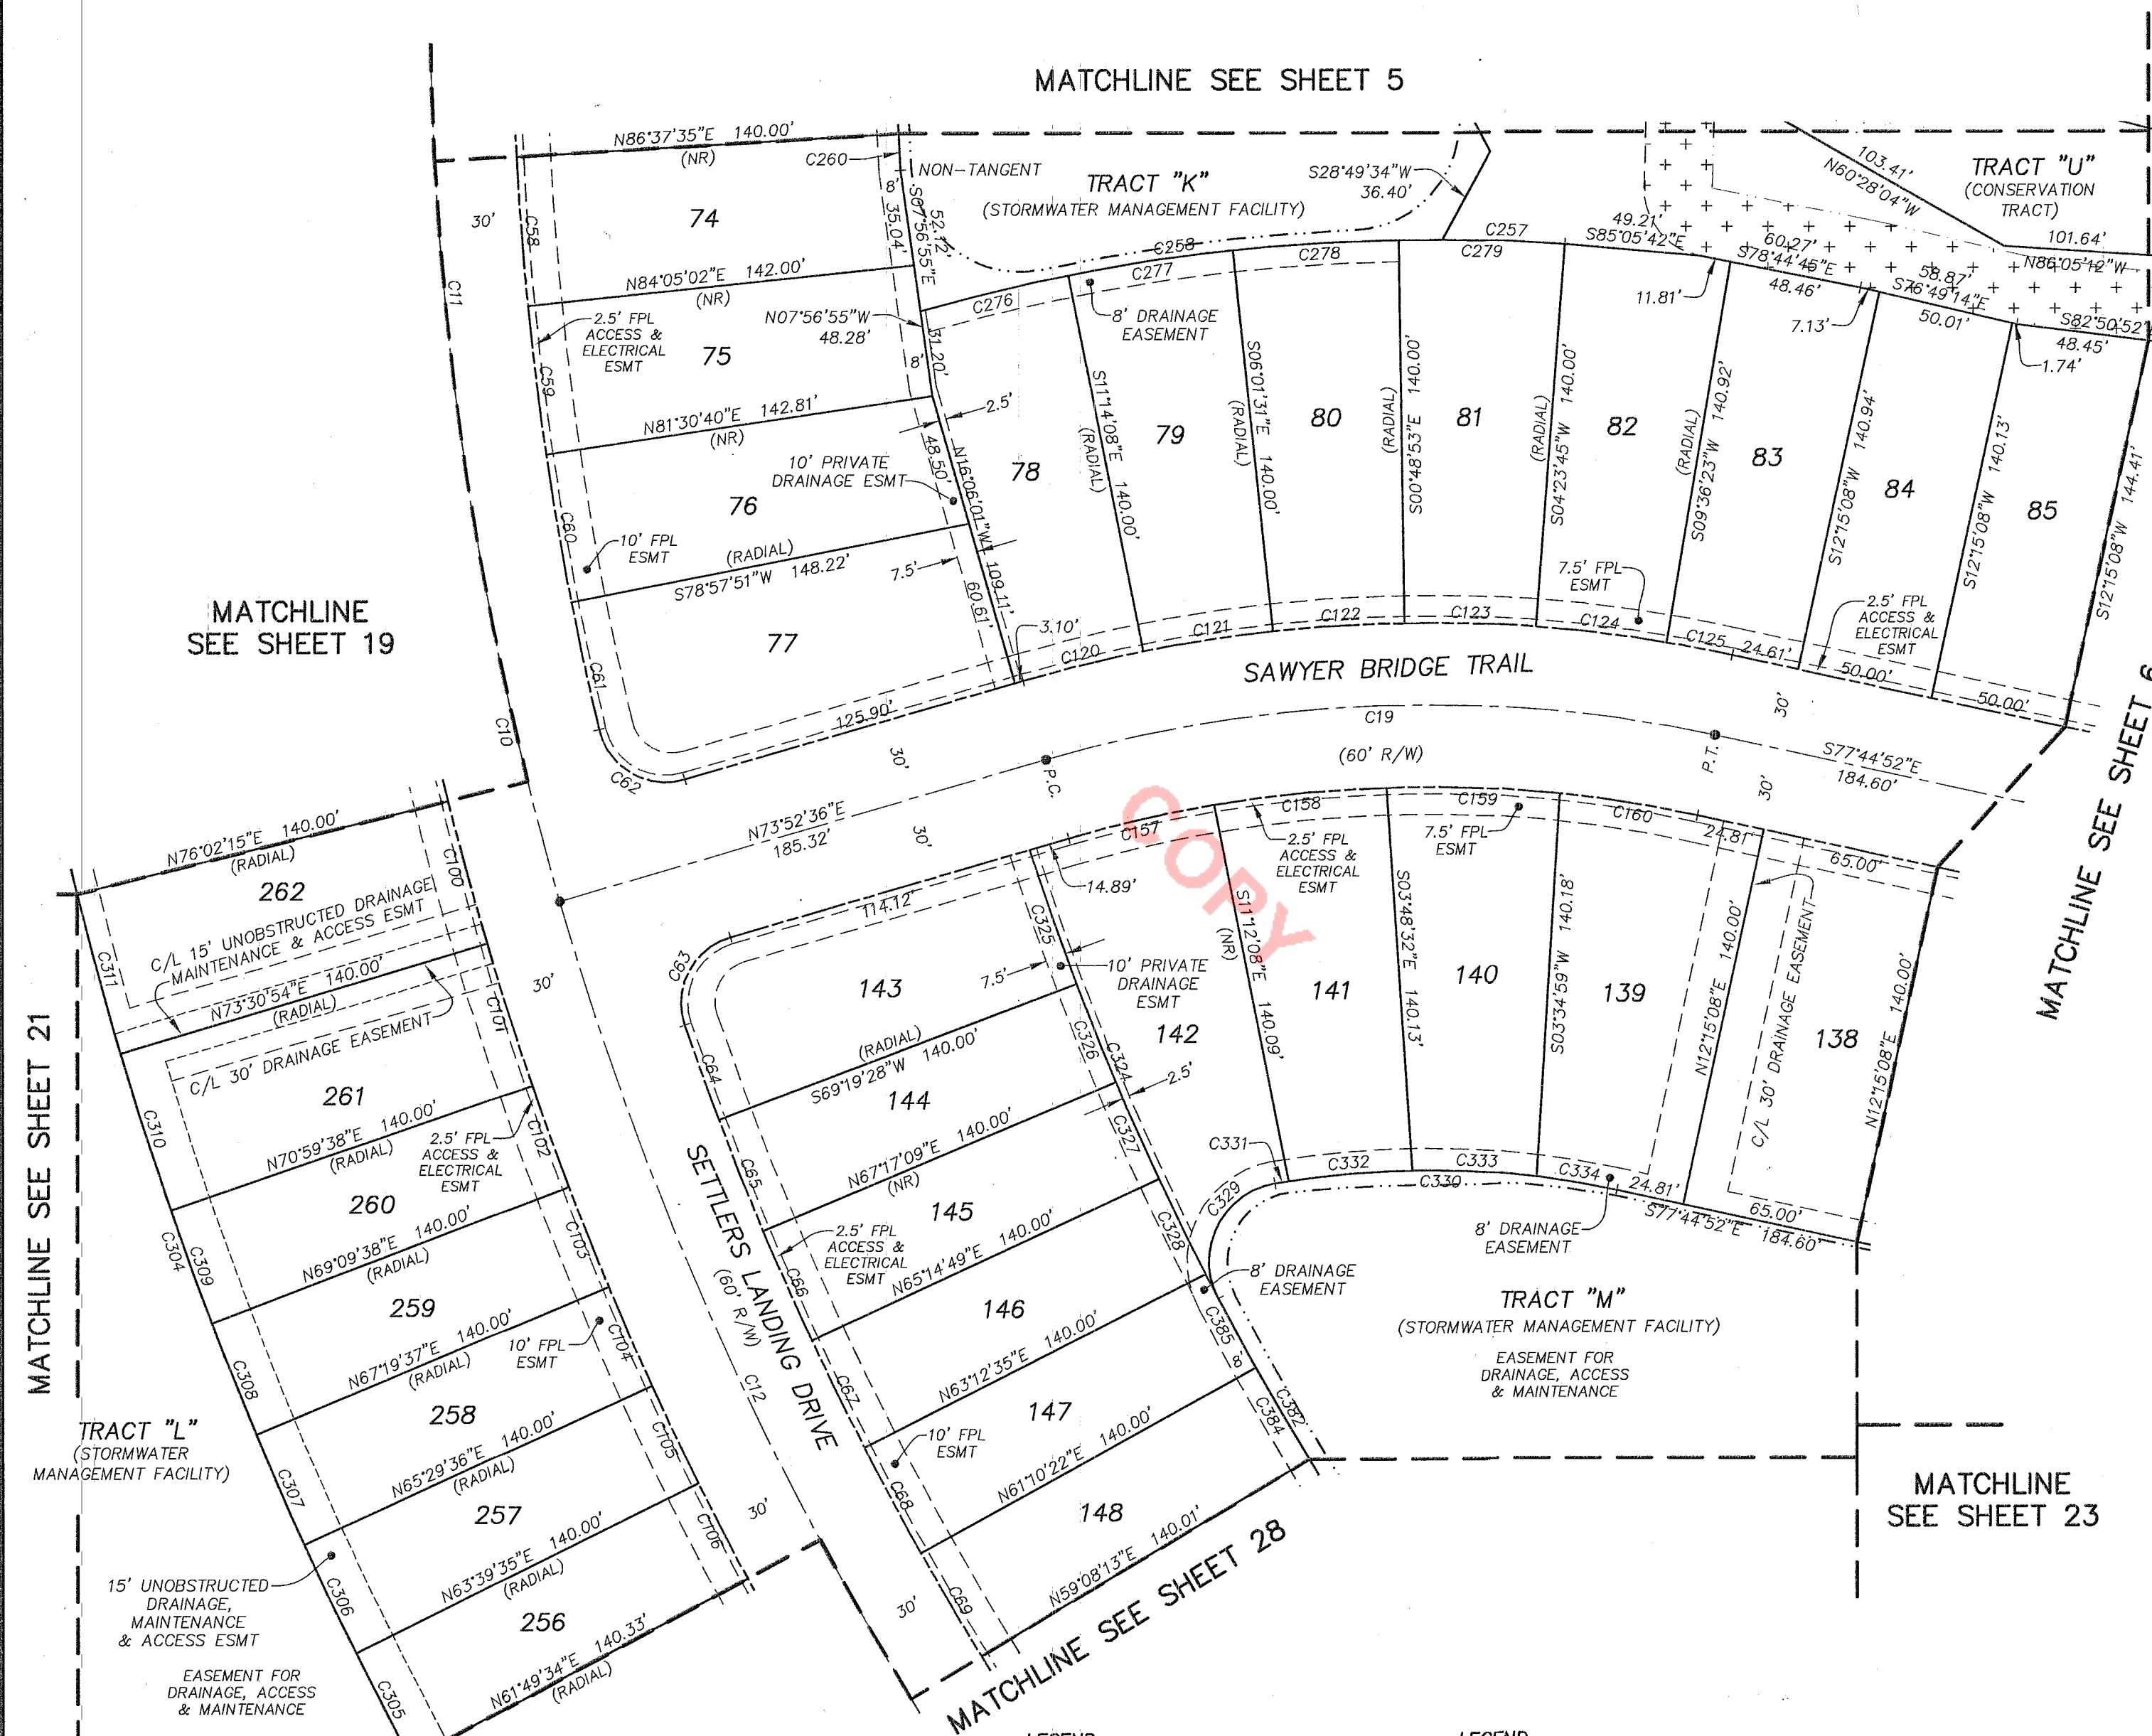 MATCHLINE SEE SHEET 5
N86°37'35"E 140.00'
(NR)
C260
NON-TANGENT
TRACT "K"
(STORMWATER MANAGEMENT FACILITY)
S28°49'34"W
36.40'
103.41'
N60°28'04"W
TRACT "U"
(CONSERVATION
TRACT)
101.64'
N86°05'12"W
30'
C58
74
8'
35.04'
S07°56'55"E
52.12'
C258
C257
49.21'
S85°05'42"E
60.27'
S78°44'45"E
58.87'
S76°49'14"E
S82°50'52"
C11
N84°05'02"E 142.00'
(NR)
C276
C277
C278
C279
11.81'
48.46'
7.13'
50.01'
48.45'
1.74'
2.5' FPL
ACCESS &
ELECTRICAL
ESMT
N07°56'55"W
48.28'
75
31.20'
8'
8' DRAINAGE
EASEMENT
C59
N81°30'40"E 142.81'
(NR)
2.5'
S11°14'08"E 140.00'
(RADIAL)
S06°01'31"E 140.00'
(RADIAL)
S00°48'53"E 140.00'
(RADIAL)
S04°23'45"W 140.00'
(RADIAL)
S09°36'23"W 140.92'
(RADIAL)
S12°15'08"W 140.94'
S12°15'08"W 140.13'
S12°15'08"W 144.41'
78
79
80
81
82
83
84
85
10' PRIVATE
DRAINAGE ESMT
48.50'
N16°06'01"W
109.11'
76
C60
10' FPL
ESMT
(RADIAL)
S78°57'51"W 148.22'
7.5'
60.61'
77
C61
MATCHLINE
SEE SHEET 19
3.10'
C120
C121
C122
C123
C124
C125
7.5' FPL
ESMT
24.61'
2.5' FPL
ACCESS &
ELECTRICAL
ESMT
50.00'
50.00'
SAWYER BRIDGE TRAIL
C10
125.90'
C62
30'
C19
(60' R/W)
30'
P.C.
P.T.
S77°44'52"E
184.60'
30'
MATCHLINE SEE SHEET 6
N73°52'36"E
185.32'
30'
COPY
N76°02'15"E 140.00'
(RADIAL)
262
C100
C/L 15' UNOBSTRUCTED DRAINAGE
MAINTENANCE & ACCESS ESMT
C311
N73°30'54"E 140.00'
(RADIAL)
C/L 30' DRAINAGE EASEMENT
C101
30'
C157
C158
C159
C160
2.5' FPL
ACCESS &
ELECTRICAL
ESMT
7.5' FPL
ESMT
24.81'
65.00'
14.89'
114.12'
C63
143
C325
7.5'
10' PRIVATE
DRAINAGE
ESMT
S11°12'08"E 140.09'
(NR)
S03°48'32"E 140.13'
S03°34'59"W 140.18'
N12°15'08"E 140.00'
C/L 30' DRAINAGE EASEMENT
N12°15'08"E 140.00'
142
141
140
139
138
C64
(RADIAL)
S69°19'28"W 140.00'
C326
C324
2.5'
144
C327
N67°17'09"E 140.00'
(NR)
MATCHLINE SEE SHEET 21
261
C310
N70°59'38"E 140.00'
(RADIAL)
2.5' FPL
ACCESS &
ELECTRICAL
ESMT
C102
260
C304
C309
N69°09'38"E 140.00'
(RADIAL)
C103
SETTLERS LANDING DRIVE
(60' R/W)
C65
145
2.5' FPL
ACCESS &
ELECTRICAL
ESMT
N65°14'49"E 140.00'
C328
C329
C331
C332
C333
C334
C330
24.81'
S77°44'52"E 184.60'
65.00'
8' DRAINAGE
EASEMENT
8' DRAINAGE
EASEMENT
C66
259
N67°19'37"E 140.00'
(RADIAL)
10' FPL
ESMT
C104
C308
146
C385
8'
N63°12'35"E 140.00'
TRACT "M"
(STORMWATER MANAGEMENT FACILITY)
EASEMENT FOR
DRAINAGE, ACCESS
& MAINTENANCE
C12
C67
258
TRACT "L"
(STORMWATER
MANAGEMENT FACILITY)
N65°29'36"E 140.00'
(RADIAL)
C105
C307
10' FPL
ESMT
147
C384
C382
N61°10'22"E 140.00'
C68
257
30'
148
MATCHLINE
SEE SHEET 23
N63°39'35"E 140.00'
(RADIAL)
C106
15' UNOBSTRUCTED
DRAINAGE,
MAINTENANCE
& ACCESS ESMT
C306
30'
C69
N59°08'13"E 140.01'
MATCHLINE SEE SHEET 28
256
N61°49'34"E 140.33'
(RADIAL)
EASEMENT FOR
DRAINAGE, ACCESS
& MAINTENANCE
C305
LEGEND
LEGEND